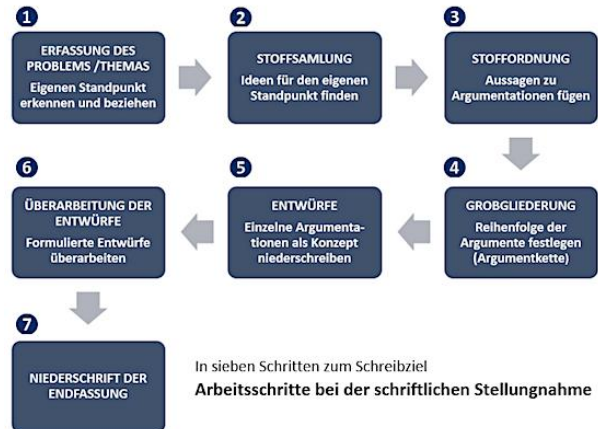 1
ERFASSUNG DES
PROBLEMS /THEMAS
Eigenen Standpunkt
erkennen und beziehen
2
STOFFSAMLUNG
Ideen für den eigenen
Standpunkt finden
3
STOFFORDNUNG
Aussagen zu
Argumentationen fügen
4
GROBGLIEDERUNG
Reihenfolge der
Argumente festlegen
(Argumentkette)
5
ENTWÜRFE
Einzelne Argumenta-
tionen als Konzept
niederschreiben
6
ÜBERARBEITUNG DER
ENTWÜRFE
Formulierte Entwürfe
überarbeiten
7
NIEDERSCHRIFT DER
ENDFASSUNG
In sieben Schritten zum Schreibziel
Arbeitsschritte bei der schriftlichen Stellungnahme